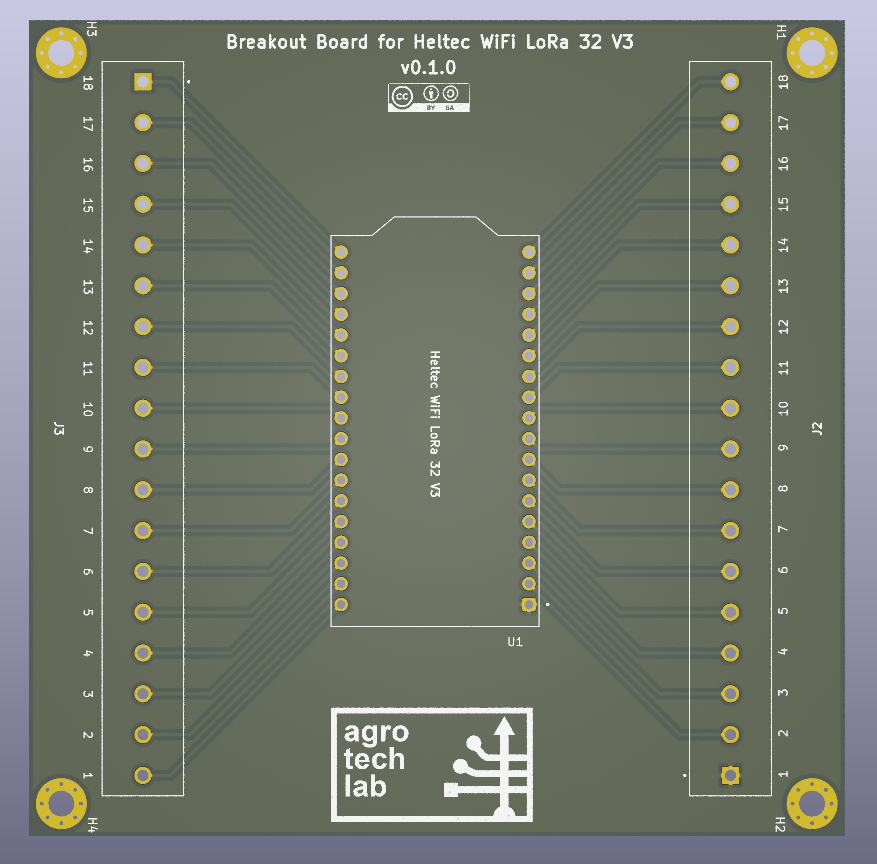 Breakout Board for Heltec WiFi LoRa 32 V3
v0.1.0
CC BY SA
H3
H1
18
17
16
15
14
13
12
11
10
9
8
7
6
5
4
3
2
1
J3
18
17
16
15
14
13
12
11
10
9
8
7
6
5
4
3
2
1
J2
Heltec WiFi LoRa 32 V3
U1
agro
tech
lab
H4
H2